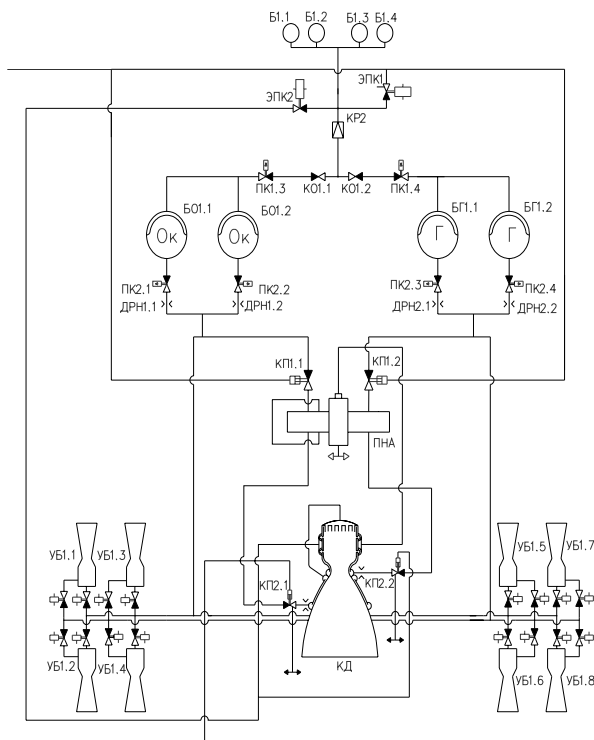 Б1.1 Б1.2 Б1.3 Б1.4
ЭПК1
ЭПК2
КР2
ПК1.3 КО1.1 КО1.2 ПК1.4
БО1.1 БО1.2 БГ1.1 БГ1.2
Ок Ок Г Г
ПК2.1 ПК2.2 ПК2.3 ПК2.4
ДРН1.1 ДРН1.2 ДРН2.1 ДРН2.2
КП1.1 КП1.2
ПНА
УБ1.1 УБ1.3 УБ1.5 УБ1.7
КП2.1 КП2.2
УБ1.2 УБ1.4 КД УБ1.6 УБ1.8